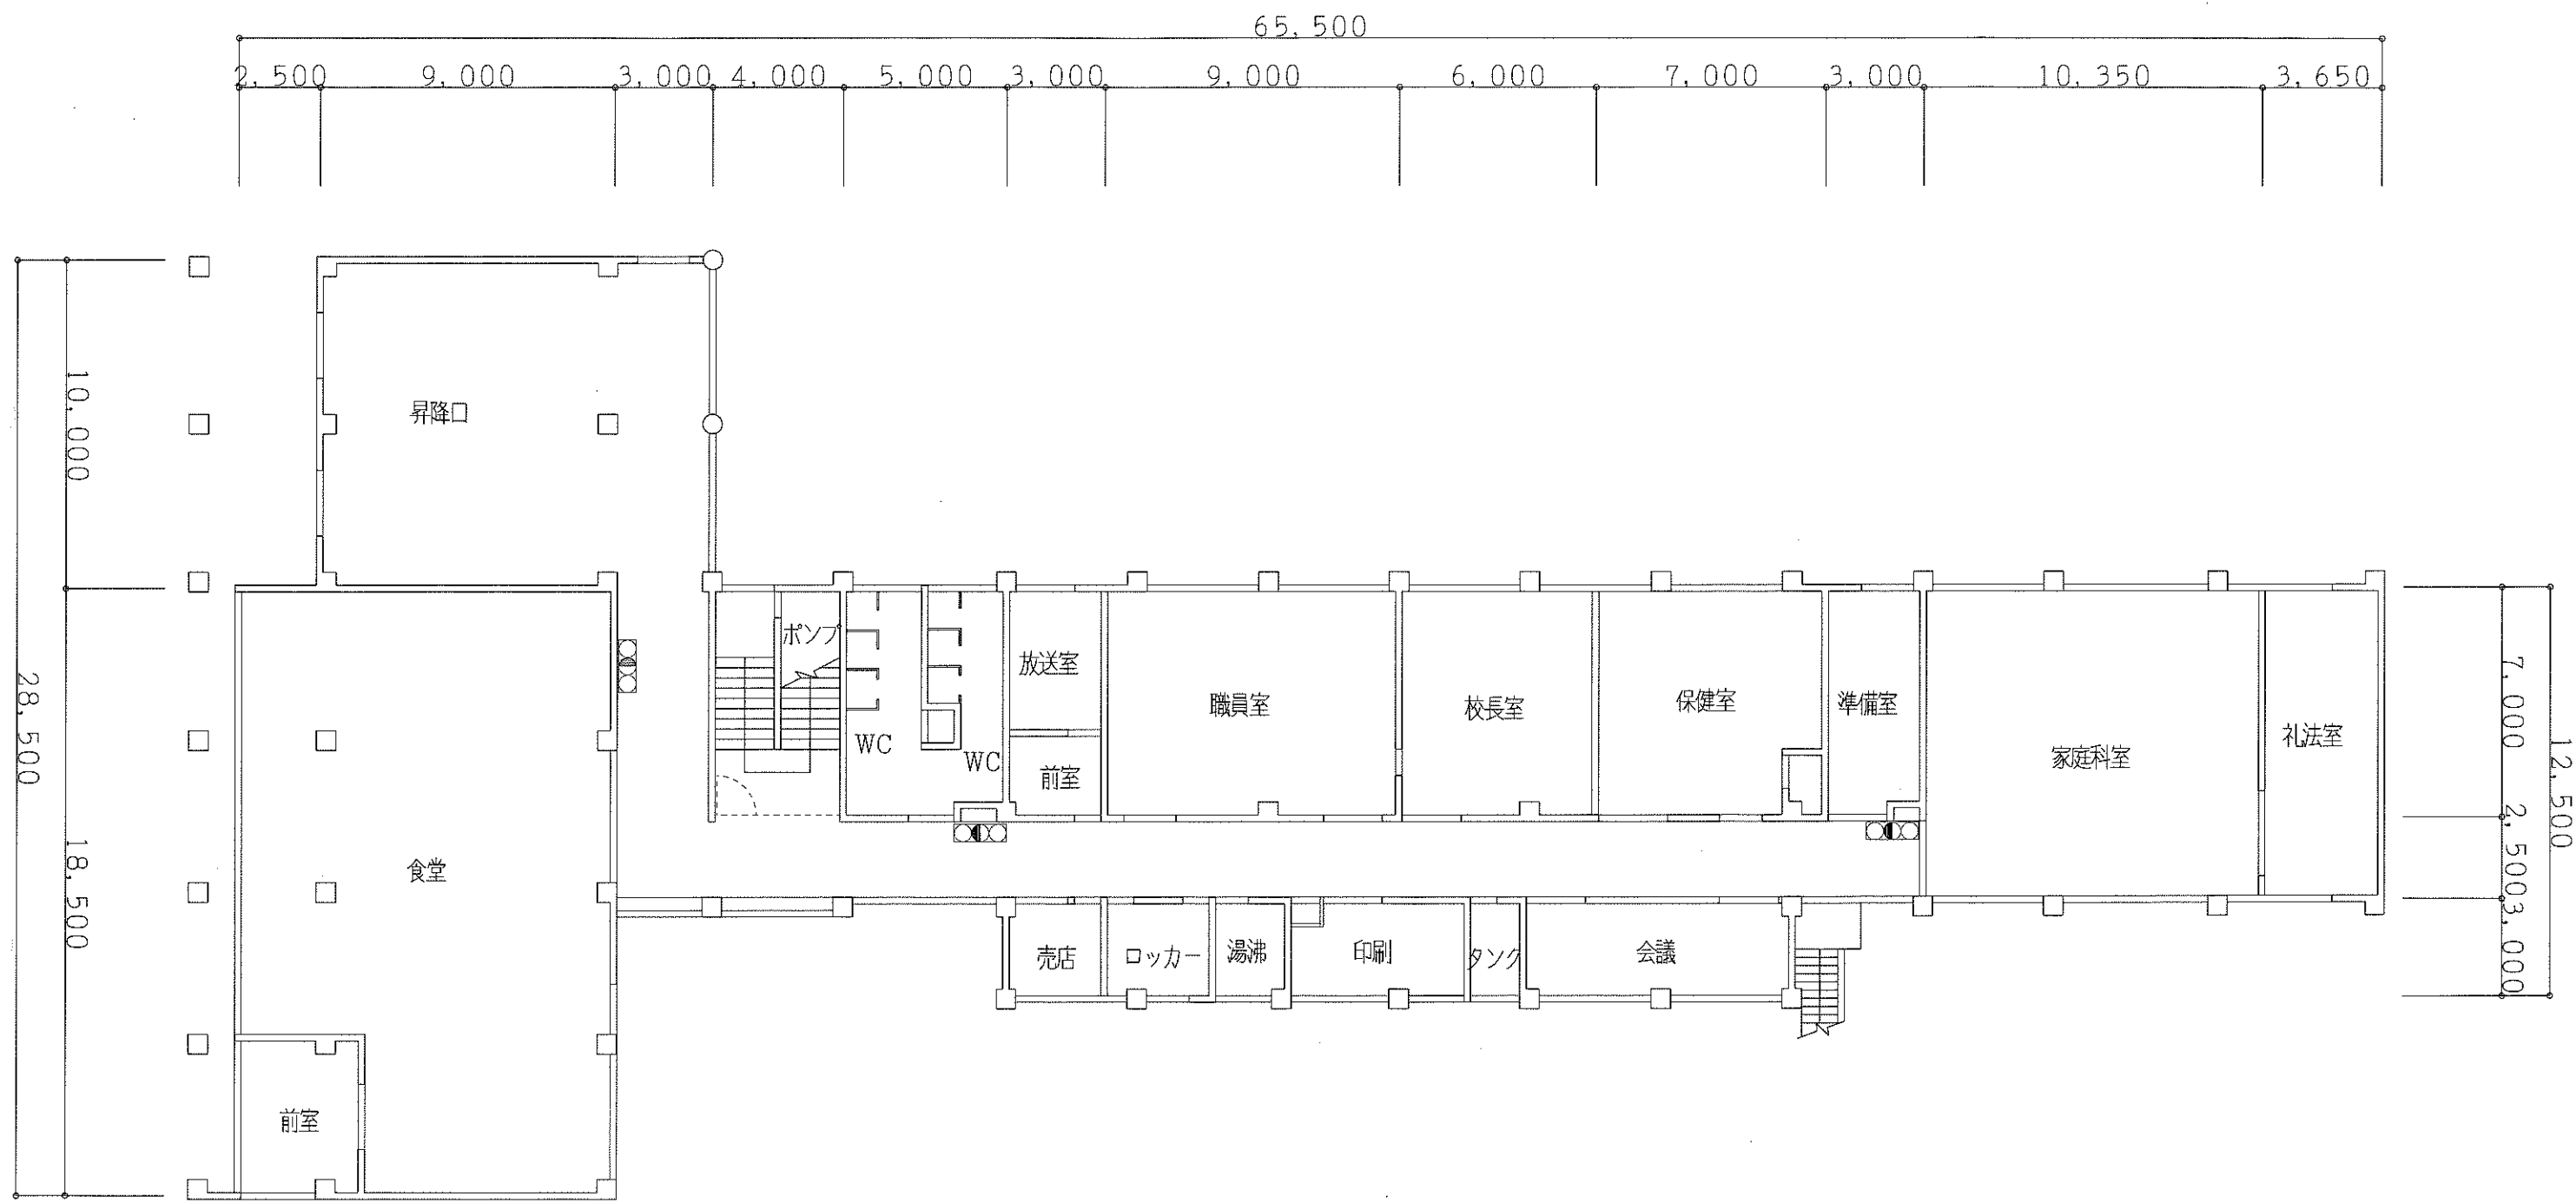 65,500
2,500 9,000 3,000 4,000 5,000 3,000 9,000 6,000 7,000 3,000 10,350 3,650
昇降口
10,000
28,500
18,500
ポンプ
放送室
職員室
校長室
保健室
準備室
家庭科室
礼法室
WC
WC
前室
7,000
2,500
3,000
12,500
食堂
売店
ロッカー
湯沸
印刷
タンク
会議
前室